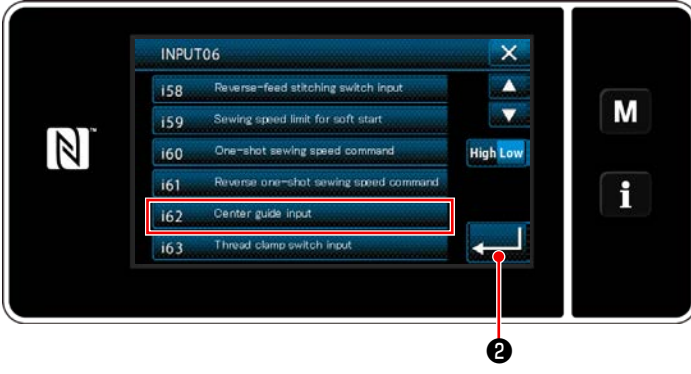 INPUT06
i58 Reverse-feed stitching switch input
i59 Sewing speed limit for soft start
i60 One-shot sewing speed command
High Low
i61 Reverse one-shot sewing speed command
i62 Center guide input
i63 Thread clamp switch input
N
M
i
❷